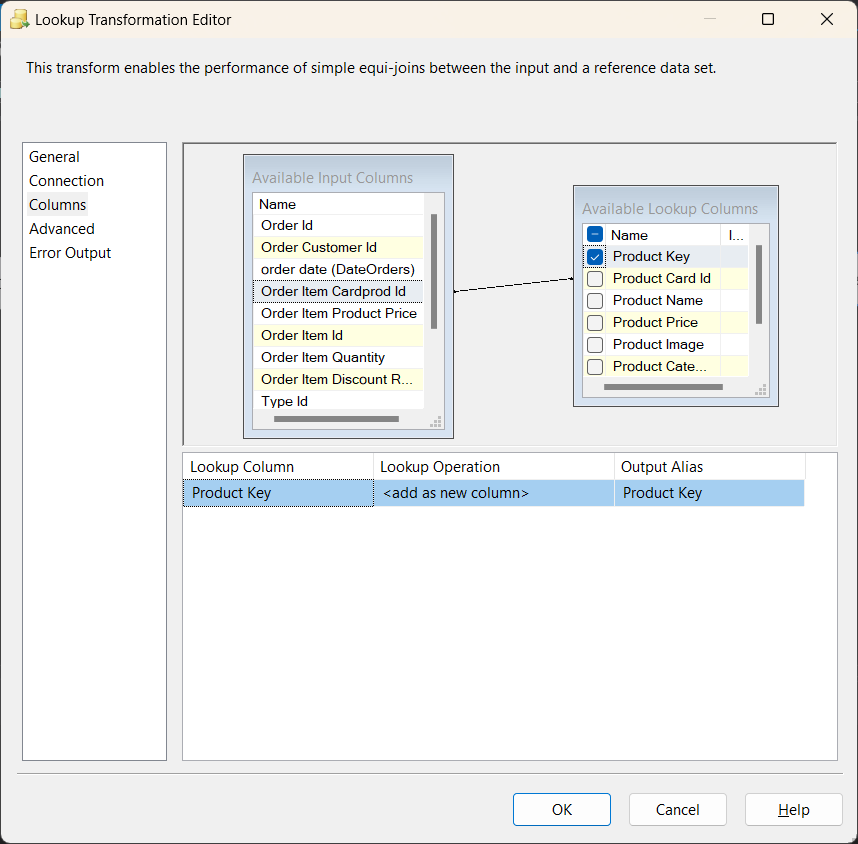 Lookup Transformation Editor
This transform enables the performance of simple equi-joins between the input and a reference data set.
General
Connection
Columns
Advanced
Error Output
Available Input Columns
Name
Order Id
Order Customer Id
order date (DateOrders)
Order Item Cardprod Id
Order Item Product Price
Order Item Id
Order Item Quantity
Order Item Discount R...
Type Id
Available Lookup Columns
Name I...
Product Key
Product Card Id
Product Name
Product Price
Product Image
Product Cate...
Lookup Column Lookup Operation Output Alias
Product Key <add as new column> Product Key
OK Cancel Help